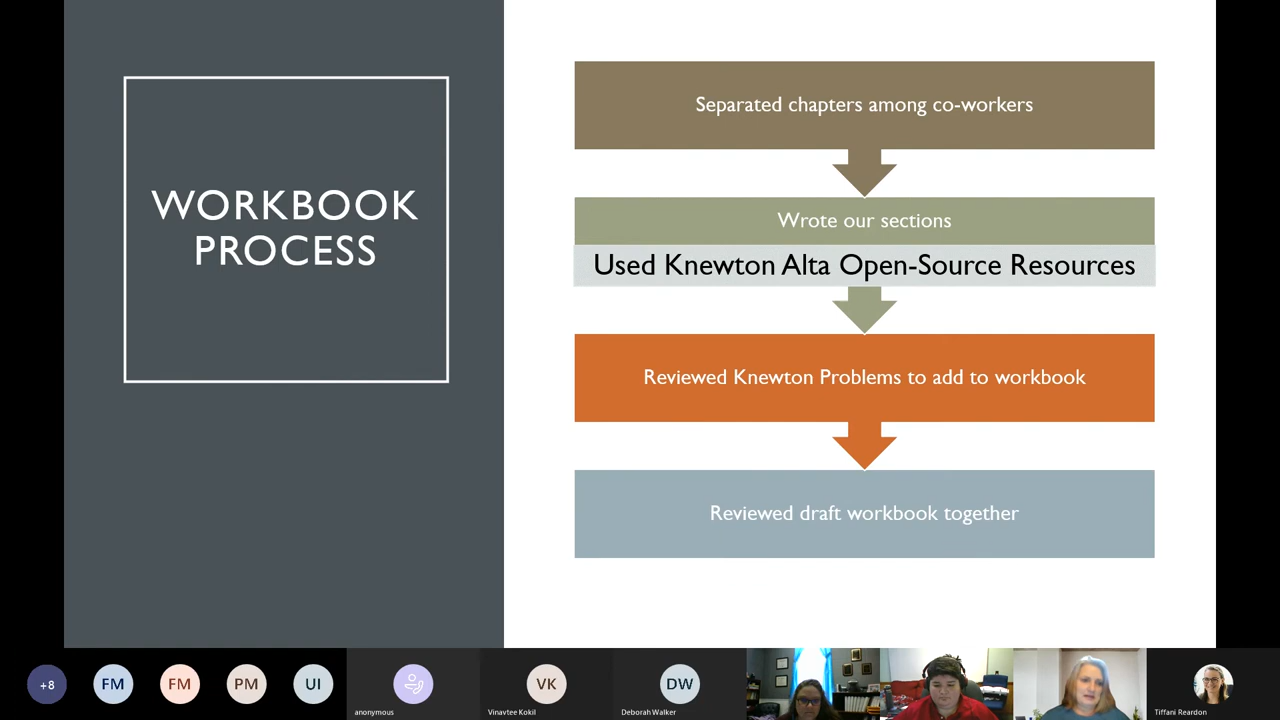 WORKBOOK
PROCESS
Separated chapters among co-workers
Wrote our sections
Used Knewton Alta Open-Source Resources
Reviewed Knewton Problems to add to workbook
Reviewed draft workbook together
+8
FM
FM
PM
UI
anonymous
VK
Vinavtee Kokil
DW
Deborah Walker
Tiffani Reardon